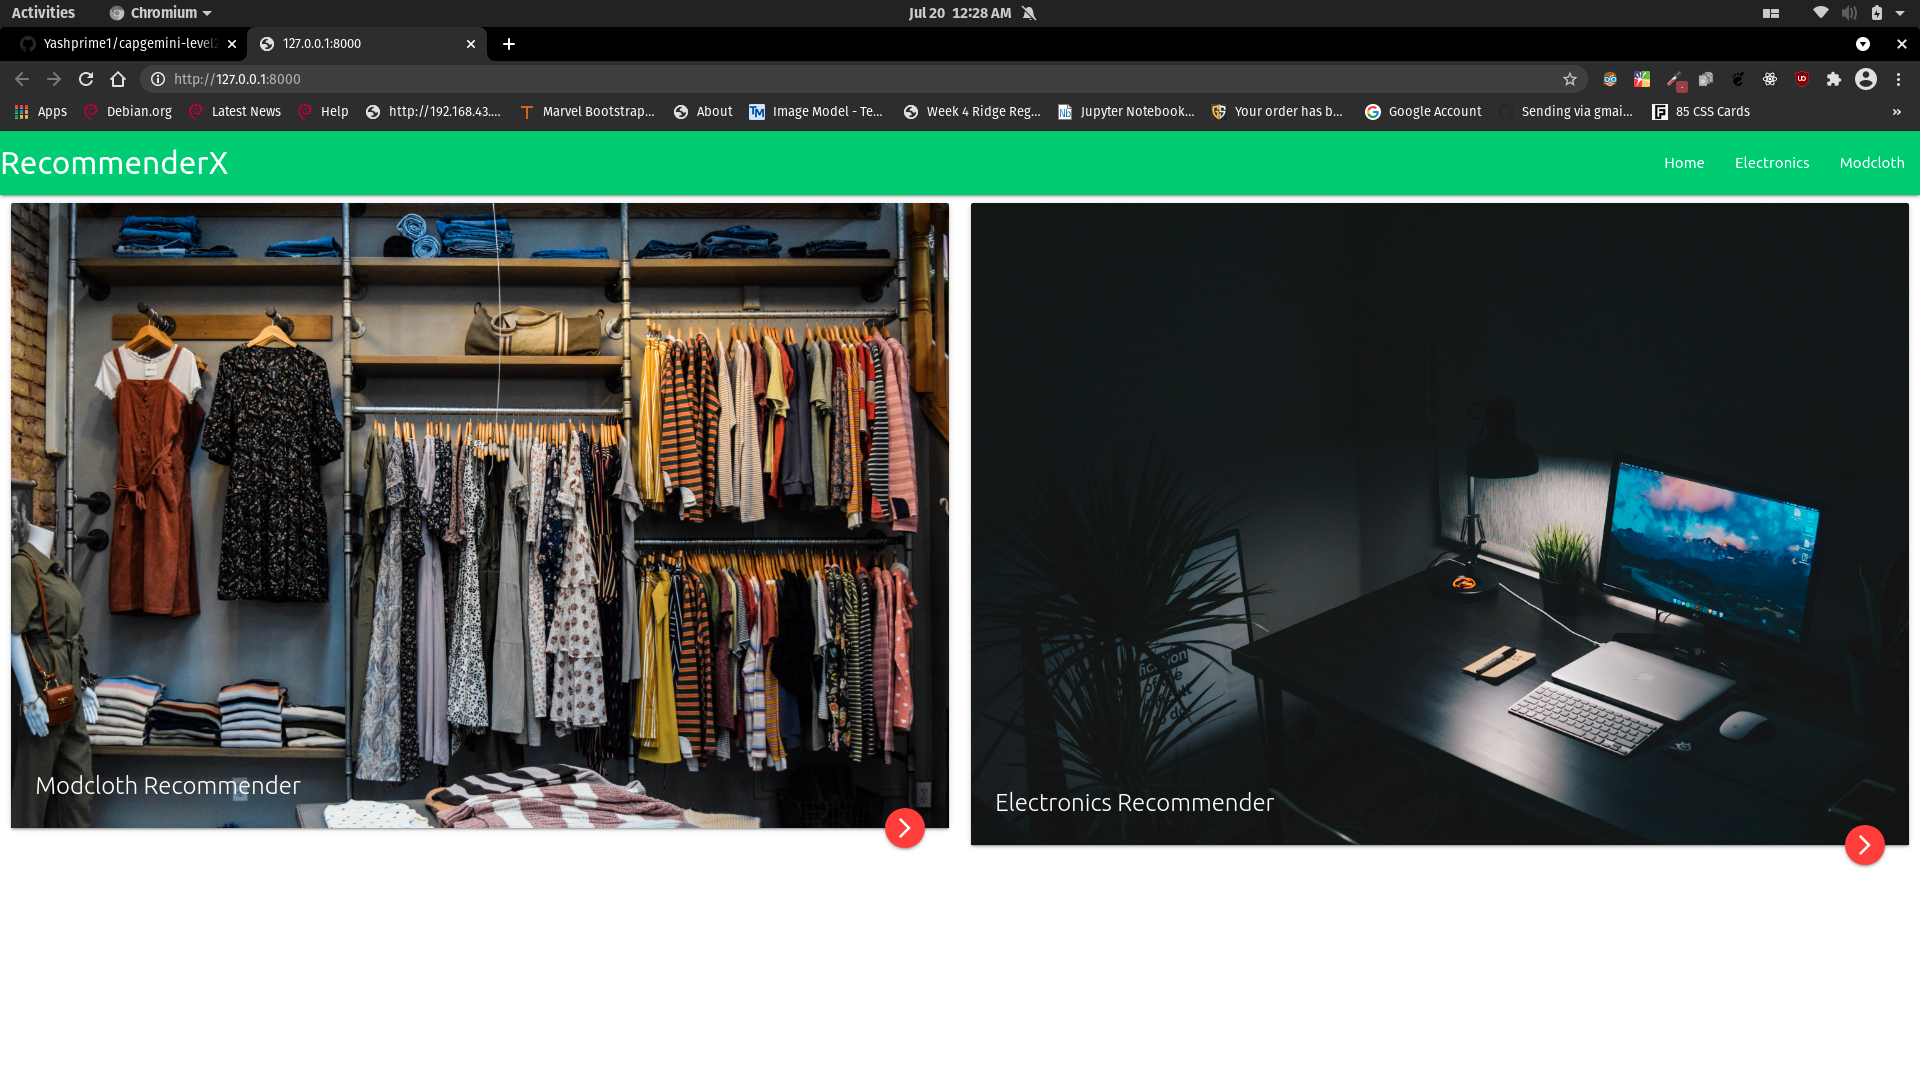 Activities Chromium Jul 20 12:28 AM
Yashprime1/capgemini-level2 127.0.0.1:8000
http://127.0.0.1:8000
Apps Debian.org Latest News Help http://192.168.43.... Marvel Bootstrap... About Image Model - Te... Week 4 Ridge Reg... Jupyter Notebook... Your order has b... Google Account Sending via gmai... 85 CSS Cards »
RecommenderX Home Electronics Modcloth
Modcloth Recommender
Electronics Recommender